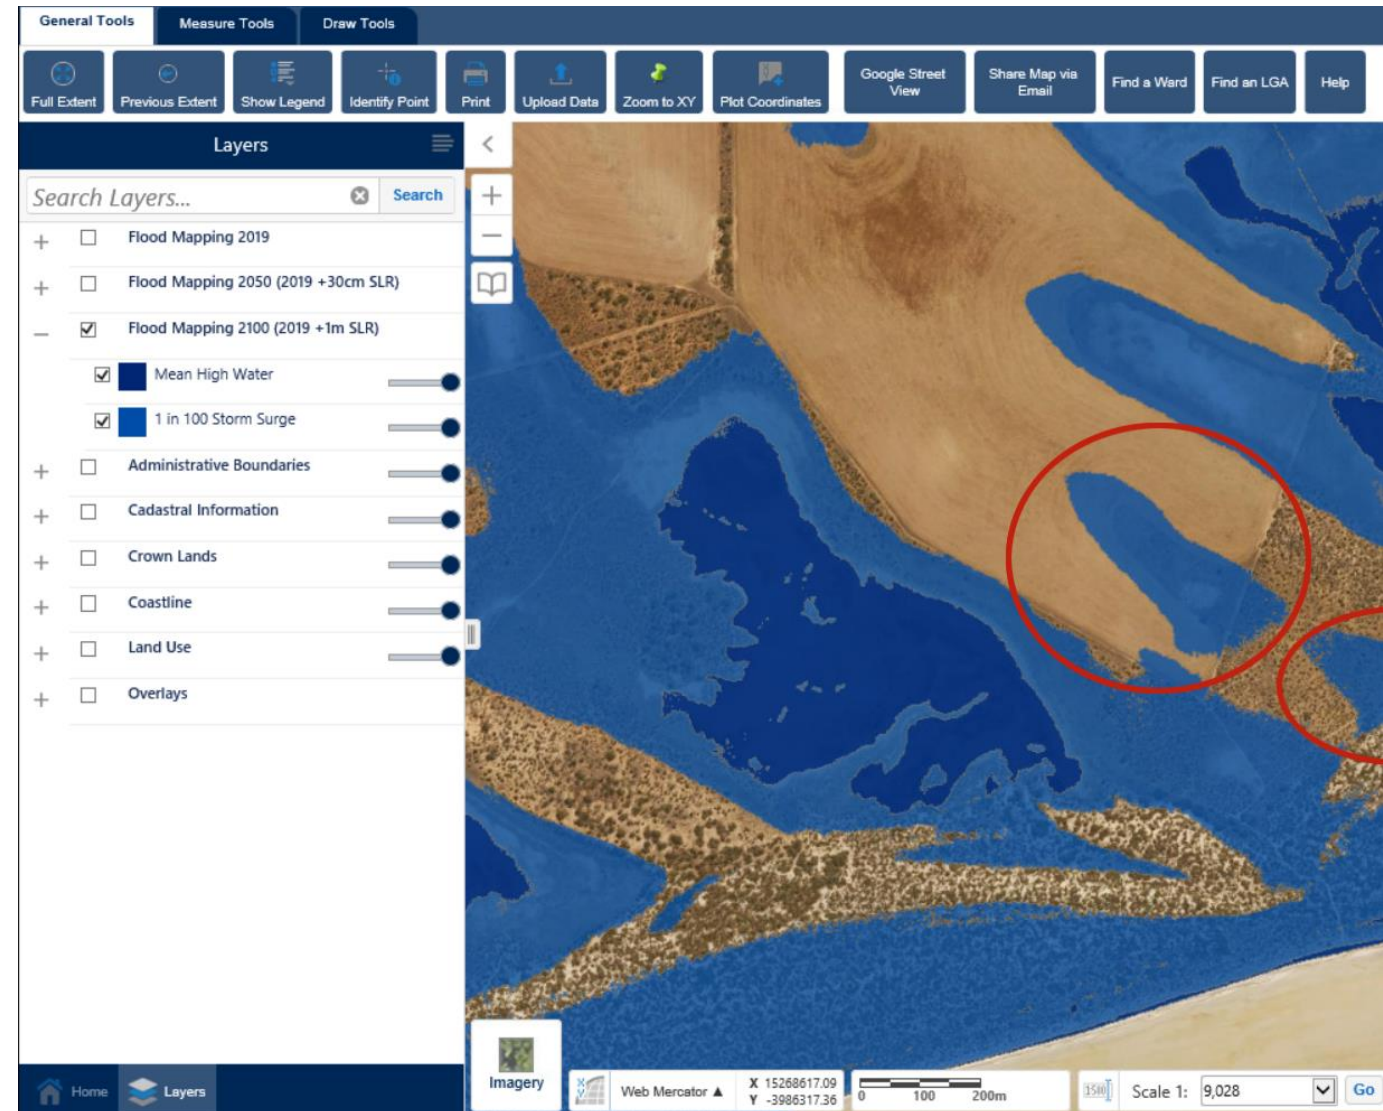 General Tools
Measure Tools
Draw Tools
Full Extent
Previous Extent
Show Legend
Identify Point
Print
Upload Data
Zoom to XY
Plot Coordinates
Google Street
View
Share Map via
Email
Find a Ward
Find an LGA
Help
Layers
Search Layers...
Search
Flood Mapping 2019
Flood Mapping 2050 (2019 +30cm SLR)
Flood Mapping 2100 (2019 +1m SLR)
Mean High Water
1 in 100 Storm Surge
Administrative Boundaries
Cadastral Information
Crown Lands
Coastline
Land Use
Overlays
Home
Layers
Imagery
Web Mercator ▲
X 15268617.09
Y -3986317.36
0 100 200m
Scale 1: 9,028
Go